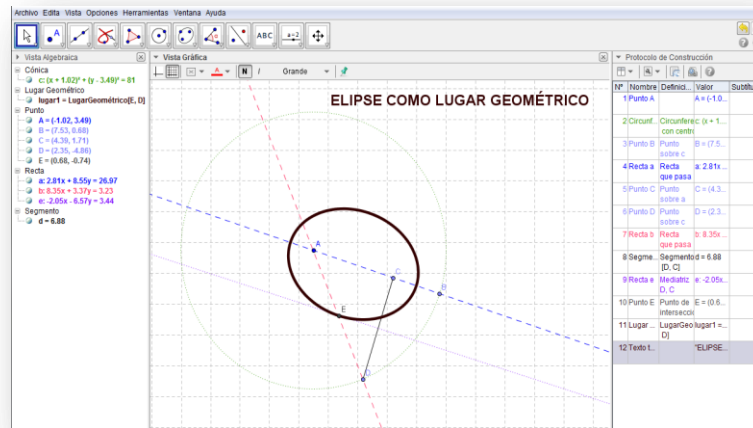 Archivo Edita Vista Opciones Herramientas Ventana Ayuda
A
ABC
a=2
Vista Algebraica
Cónica
c: (x + 1.02)² + (y - 3.49)² = 81
Lugar Geométrico
lugar1 = LugarGeométrico[E, D]
Punto
A = (-1.02, 3.49)
B = (7.53, 0.68)
C = (4.39, 1.71)
D = (2.35, -4.86)
E = (0.68, -0.74)
Recta
a: 2.81x + 8.55y = 26.97
b: 8.35x + 3.37y = 3.23
e: -2.05x - 6.57y = 3.44
Segmento
d = 6.88
Vista Gráfica
A
N
I
Grande
ELIPSE COMO LUGAR GEOMÉTRICO
A
C
B
E
D
Protocolo de Construcción
N° Nombre Definici... Valor Subtítu
1 Punto A A = (-1.0...
2 Circunf... Circunfere c: (x + 1...
con centr
3 Punto B Punto B = (7.5...
sobre c
4 Recta a Recta a: 2.81x...
que pasa
5 Punto C Punto C = (4.3...
sobre a
6 Punto D Punto D = (2.3...
sobre c
7 Recta b Recta b: 8.35x...
que pasa
8 Segme... Segmento d = 6.88
[D, C]
9 Recta e Mediatriz e: -2.05x...
D, C
10 Punto E Punto de E = (0.6...
intersecci
11 Lugar ... LugarGeo lugar1 =...
D]
12 Texto t... "ELIPSE...